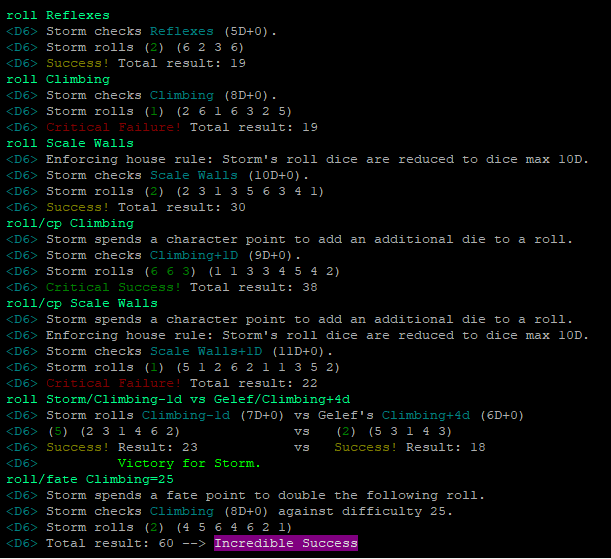 roll Reflexes
<D6> Storm checks Reflexes (5D+0).
<D6> Storm rolls (2) (6 2 3 6)
<D6> Success! Total result: 19
roll Climbing
<D6> Storm checks Climbing (8D+0).
<D6> Storm rolls (1) (2 6 1 6 3 2 5)
<D6> Critical Failure! Total result: 19
roll Scale Walls
<D6> Enforcing house rule: Storm's roll dice are reduced to dice max 10D.
<D6> Storm checks Scale Walls (10D+0).
<D6> Storm rolls (2) (2 3 1 3 5 6 3 4 1)
<D6> Success! Total result: 30
roll/cp Climbing
<D6> Storm spends a character point to add an additional die to a roll.
<D6> Storm checks Climbing+1D (9D+0).
<D6> Storm rolls (6 6 3) (1 1 3 3 4 5 4 2)
<D6> Critical Success! Total result: 38
roll/cp Scale Walls
<D6> Storm spends a character point to add an additional die to a roll.
<D6> Enforcing house rule: Storm's roll dice are reduced to dice max 10D.
<D6> Storm checks Scale Walls+1D (11D+0).
<D6> Storm rolls (1) (5 1 2 6 2 1 1 3 5 2)
<D6> Critical Failure! Total result: 22
roll Storm/Climbing-1d vs Gelef/Climbing+4d
<D6> Storm rolls Climbing-1d (7D+0) vs Gelef's Climbing+4d (6D+0)
<D6> (5) (2 3 1 4 6 2) vs (2) (5 3 1 4 3)
<D6> Success! Result: 23 vs Success! Result: 18
<D6> Victory for Storm.
roll/fate Climbing=25
<D6> Storm spends a fate point to double the following roll.
<D6> Storm checks Climbing (8D+0) against difficulty 25.
<D6> Storm rolls (2) (4 5 6 4 6 2 1)
<D6> Total result: 60 --> Incredible Success